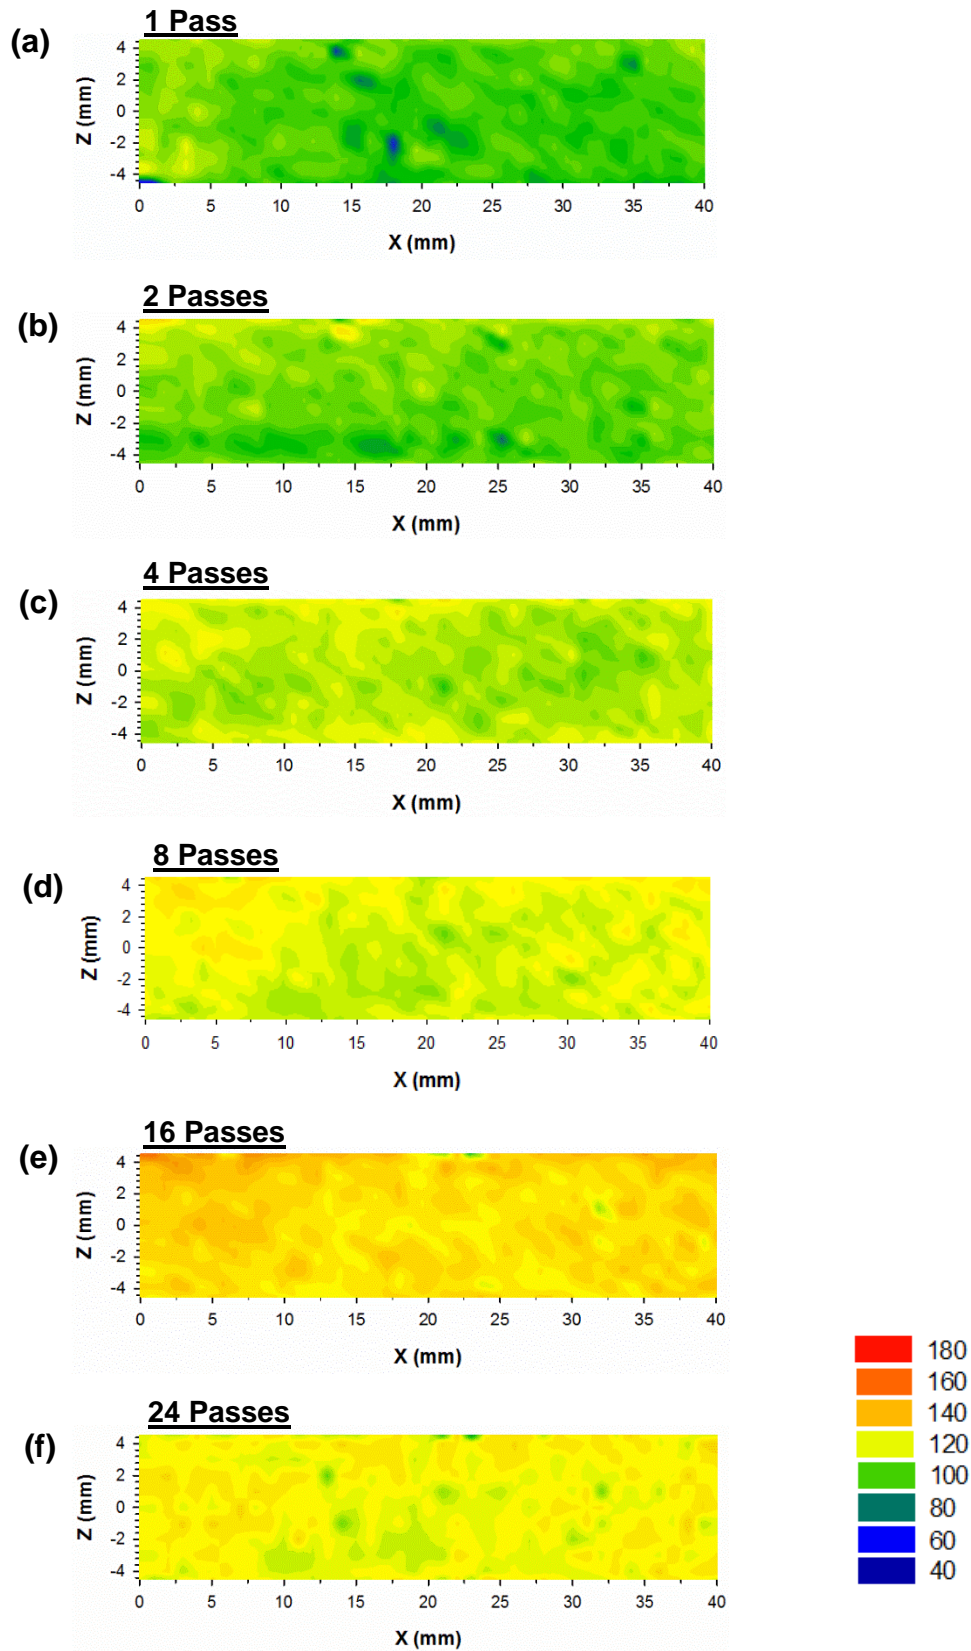 (a)
1 Pass
Z (mm)
4
2
0
-2
-4
0 5 10 15 20 25 30 35 40
X (mm)
(b)
2 Passes
Z (mm)
4
2
0
-2
-4
0 5 10 15 20 25 30 35 40
X (mm)
(c)
4 Passes
Z (mm)
4
2
0
-2
-4
0 5 10 15 20 25 30 35 40
X (mm)
(d)
8 Passes
Z (mm)
4
2
0
-2
-4
0 5 10 15 20 25 30 35 40
X (mm)
(e)
16 Passes
Z (mm)
4
2
0
-2
-4
0 5 10 15 20 25 30 35 40
X (mm)
(f)
24 Passes
Z (mm)
4
2
0
-2
-4
0 5 10 15 20 25 30 35 40
X (mm)
180
160
140
120
100
80
60
40